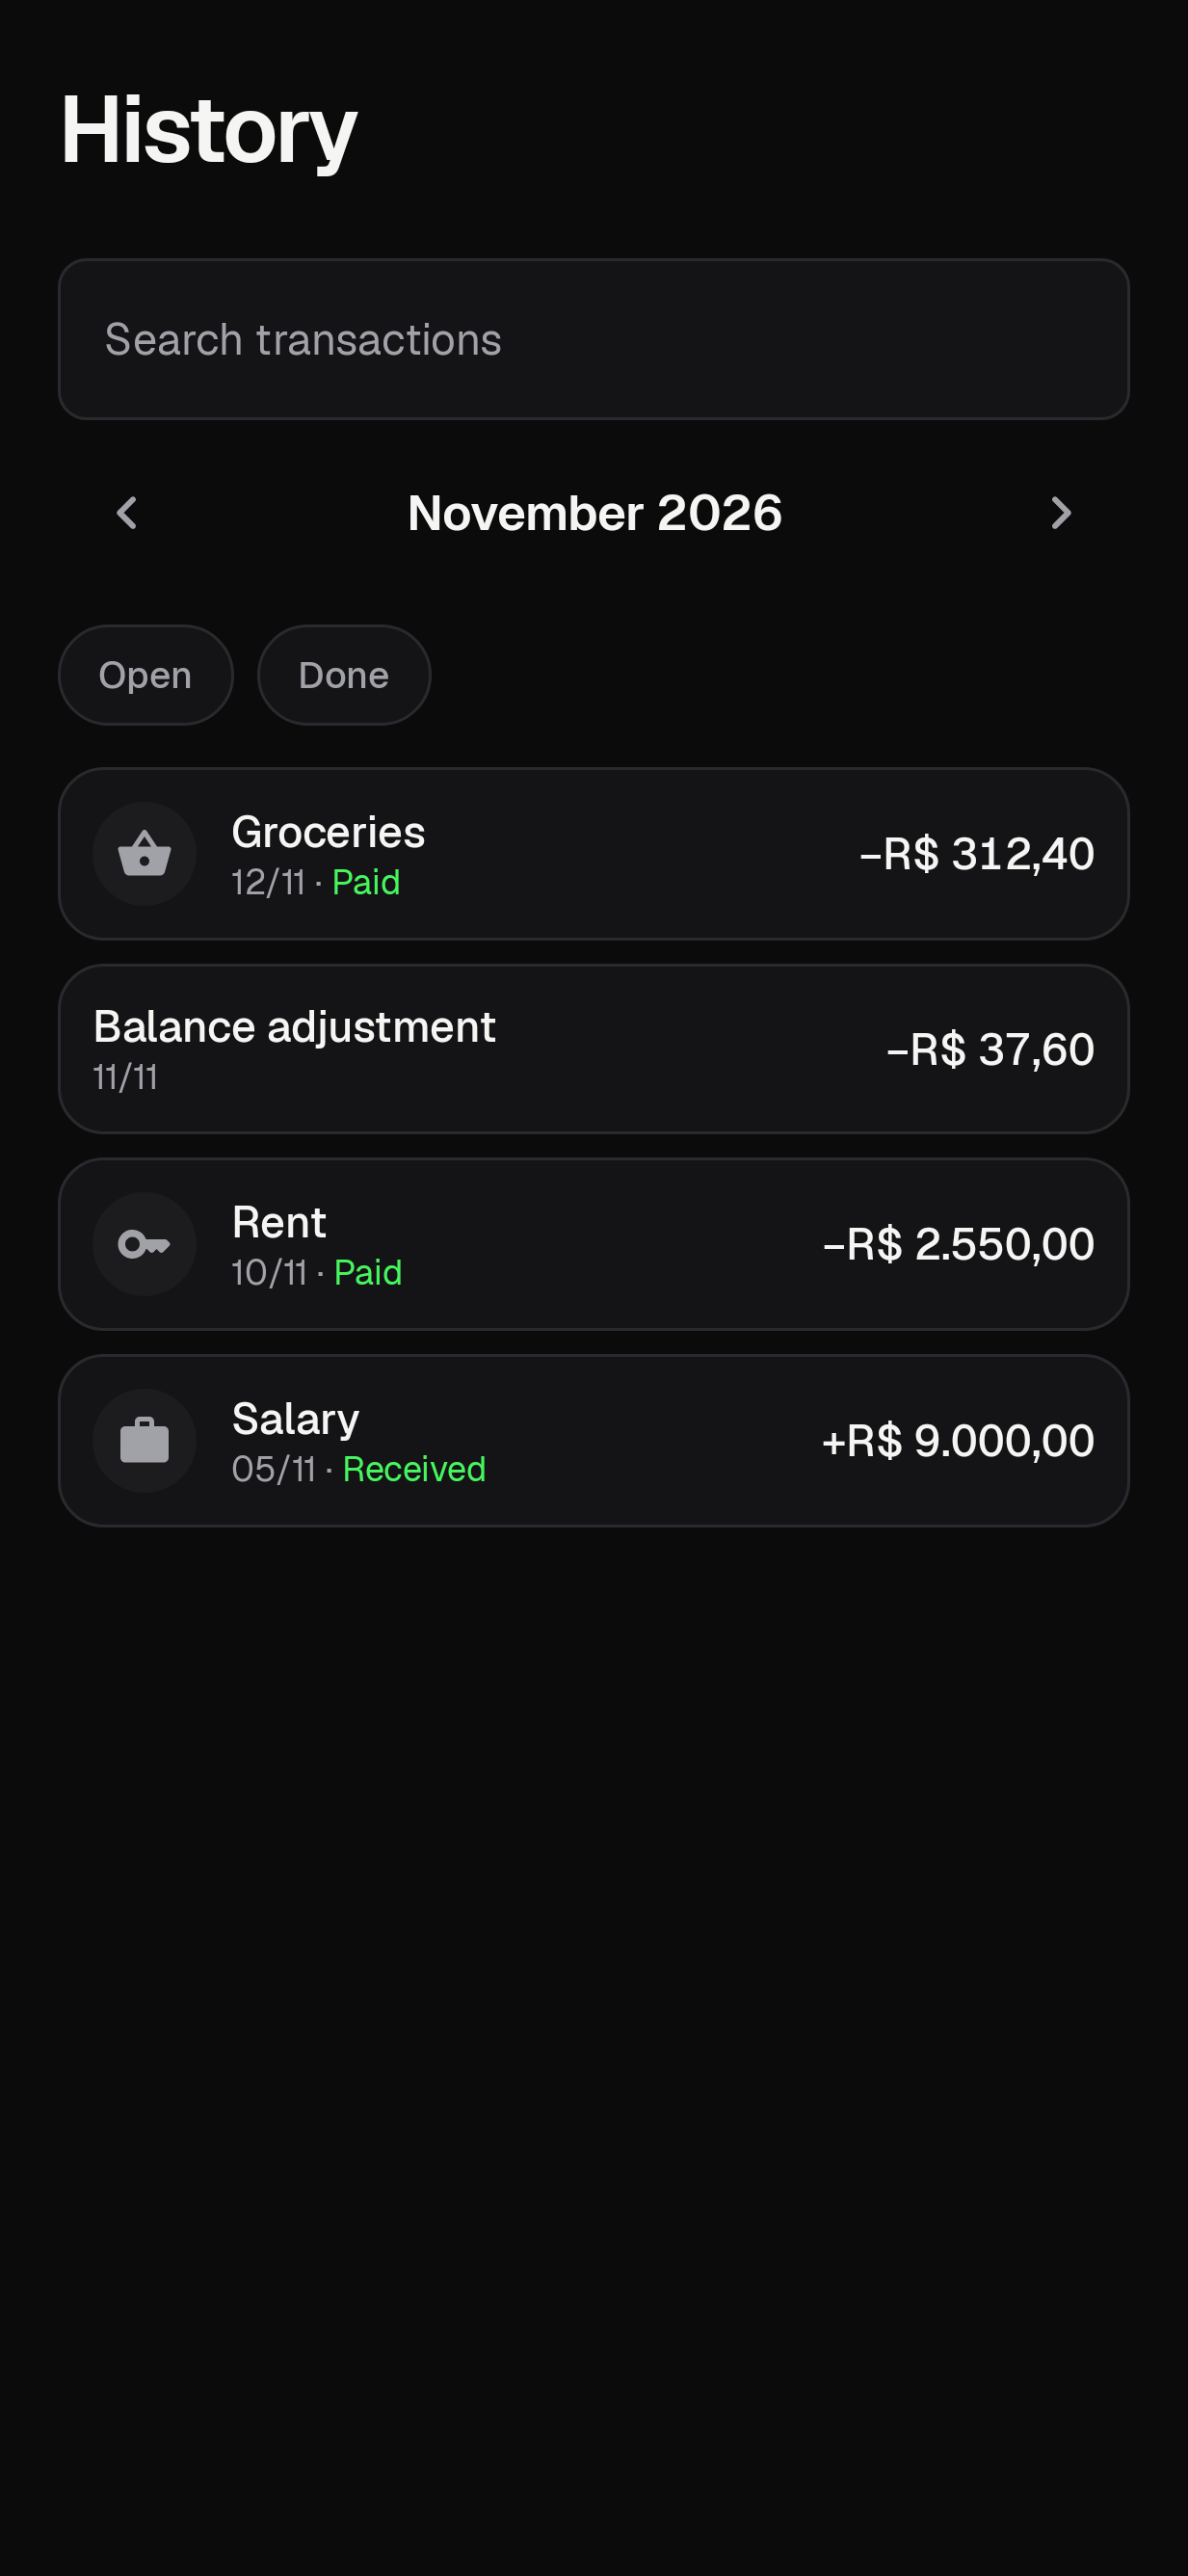 History
Search transactions
November 2026
Open Done
Groceries
12/11 · Paid
−R$ 312,40
Balance adjustment
11/11
−R$ 37,60
Rent
10/11 · Paid
−R$ 2.550,00
Salary
05/11 · Received
+R$ 9.000,00